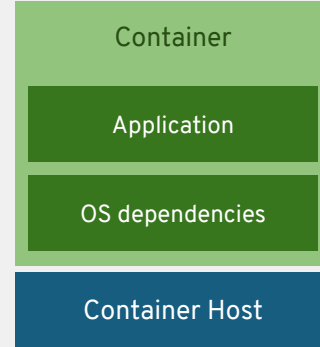 Container
Application
OS dependencies
Container Host